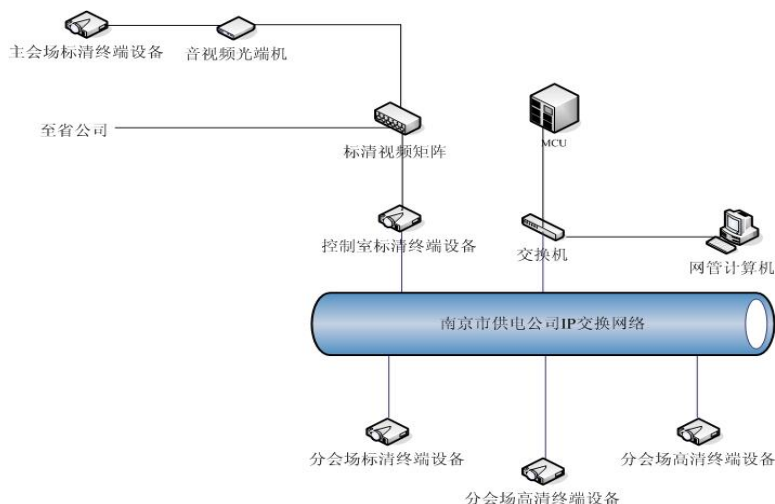 主会场标清终端设备
音视频光端机
至省公司
标清视频矩阵
MCU
控制室标清终端设备
交换机
网管计算机
南京市供电公司IP交换网络
分会场标清终端设备
分会场高清终端设备
分会场高清终端设备